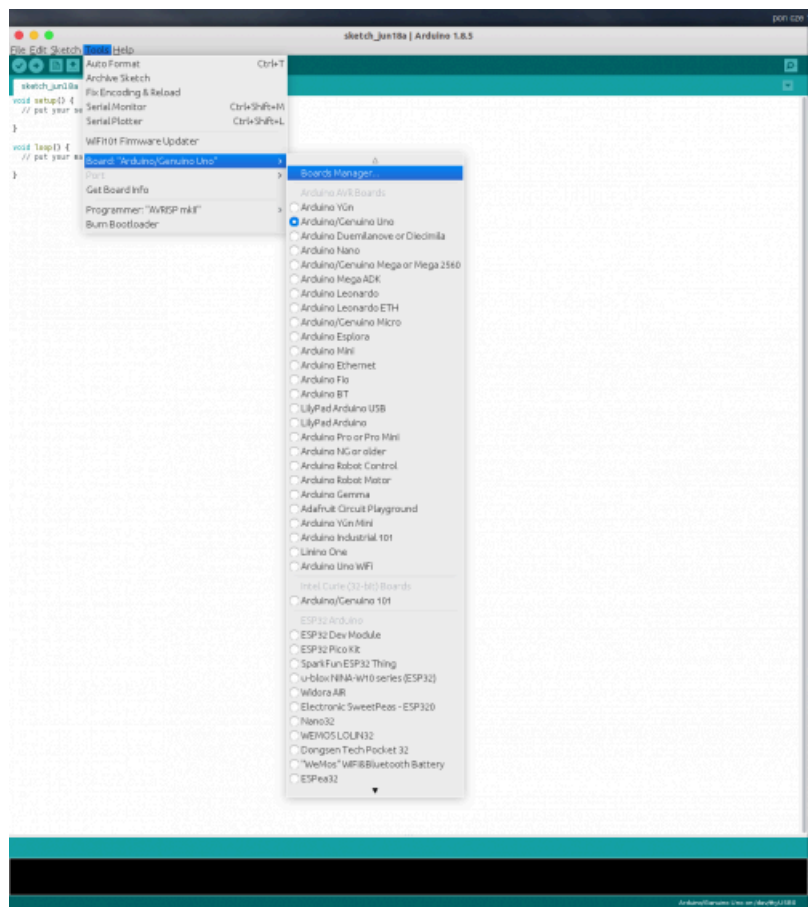 pon cze
sketch_jun18a | Arduino 1.8.5
File Edit Sketch Tools Help
Auto Format Ctrl+T
Archive Sketch
Fix Encoding & Reload
Serial Monitor Ctrl+Shift+M
Serial Plotter Ctrl+Shift+L
WiFi101 Firmware Updater
Board: "Arduino/Genuino Uno"
Port
Get Board Info
Programmer: "AVRISP mkII"
Burn Bootloader
sketch_jun18a
void setup() {
// put your se
}
void loop() {
// put your ma
}
Boards Manager...
Arduino AVR Boards
Arduino Yún
Arduino/Genuino Uno
Arduino Duemilanove or Diecimila
Arduino Nano
Arduino/Genuino Mega or Mega 2560
Arduino Mega ADK
Arduino Leonardo
Arduino Leonardo ETH
Arduino/Genuino Micro
Arduino Esplora
Arduino Mini
Arduino Ethernet
Arduino Fio
Arduino BT
LilyPad Arduino USB
LilyPad Arduino
Arduino Pro or Pro Mini
Arduino NG or older
Arduino Robot Control
Arduino Robot Motor
Arduino Gemma
Adafruit Circuit Playground
Arduino Yún Mini
Arduino Industrial 101
Linino One
Arduino Uno WiFi
Intel Curie (32-bit) Boards
Arduino/Genuino 101
ESP32 Arduino
ESP32 Dev Module
ESP32 Pico Kit
SparkFun ESP32 Thing
u-blox NINA-W10 series (ESP32)
Widora AIR
Electronic SweetPeas - ESP320
Nano32
WEMOS LOLIN32
Dongsen Tech Pocket 32
"WeMos" WiFi&Bluetooth Battery
ESPea32
Arduino/Genuino Uno on /dev/ttyUSB0